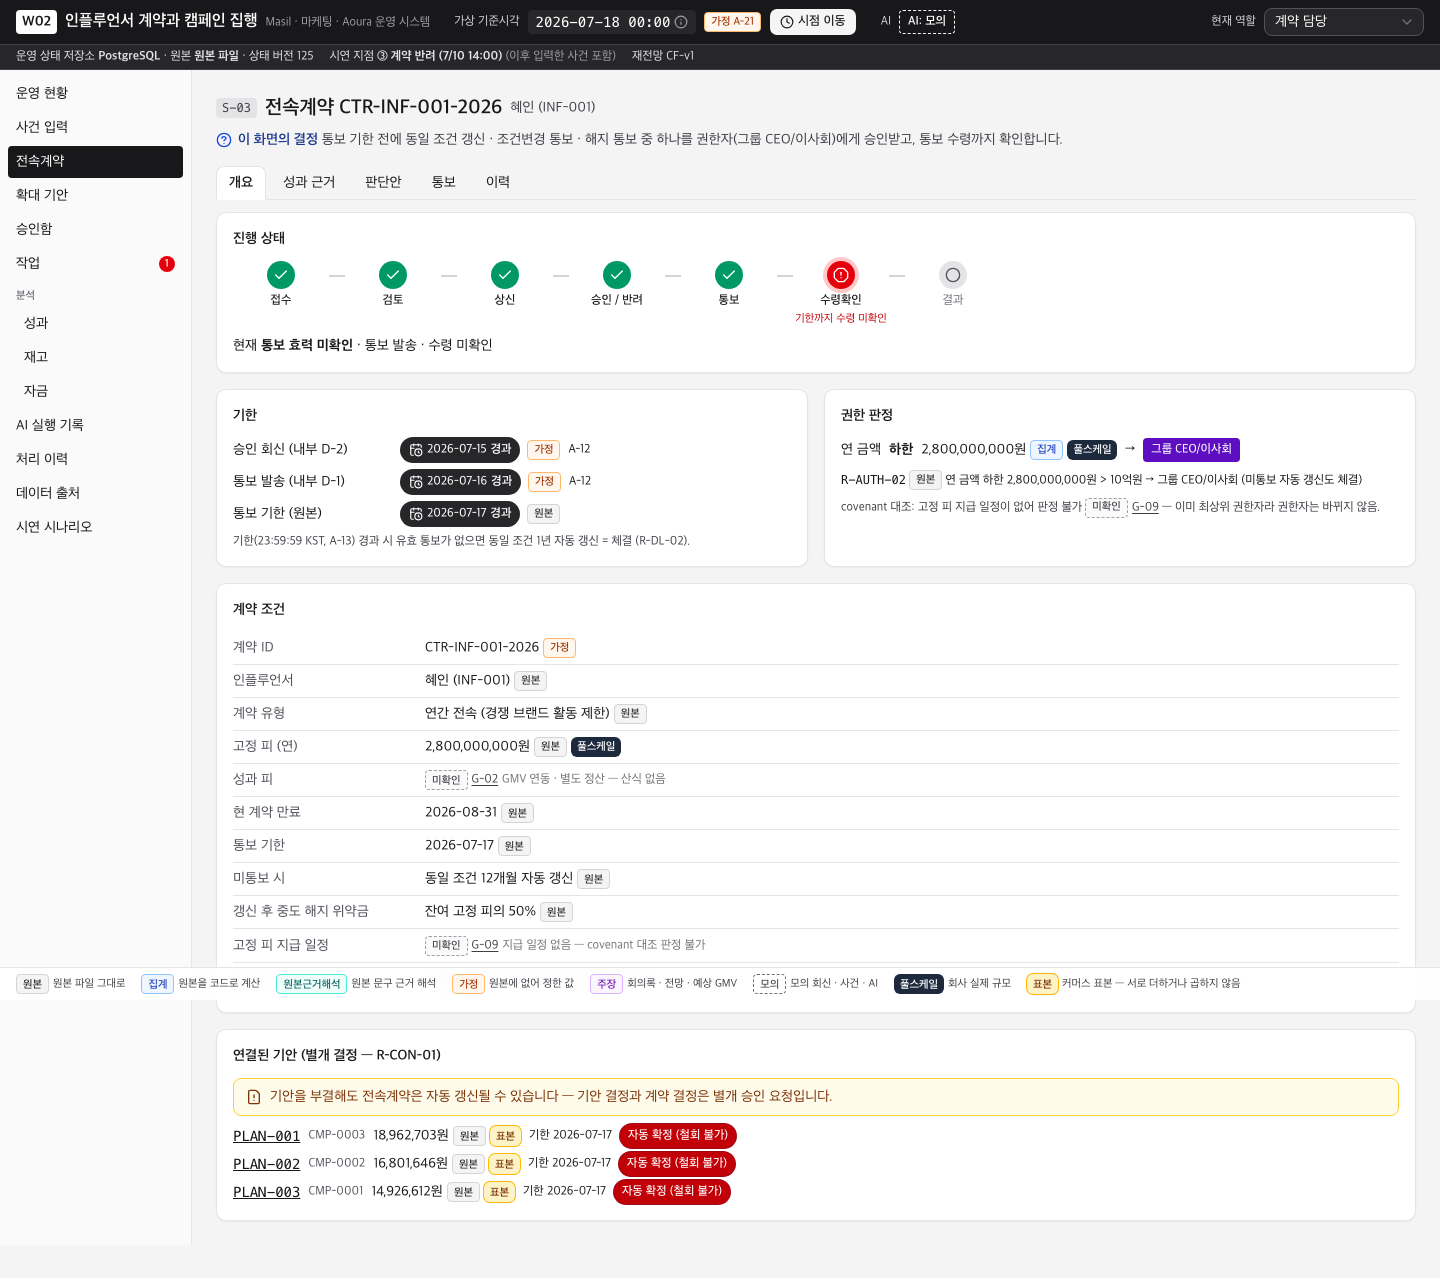 W02 인플루언서 계약과 캠페인 집행 Masil · 마케팅 · Aoura 운영 시스템 가상 기준시각 2026-07-18 00:00 가정 A-21 시점 이동 AI AI: 모의 현재 역할 계약 담당
운영 상태 저장소 PostgreSQL · 원본 원본 파일 · 상태 버전 125 시연 지점 ③ 계약 반려 (7/10 14:00) (이후 입력한 사건 포함) 재전망 CF-v1
운영 현황
사건 입력
전속계약
확대 기안
승인함
작업 1
분석
성과
재고
자금
AI 실행 기록
처리 이력
데이터 출처
시연 시나리오
S-03 전속계약 CTR-INF-001-2026 혜인 (INF-001)
이 화면의 결정 통보 기한 전에 동일 조건 갱신 · 조건변경 통보 · 해지 통보 중 하나를 권한자(그룹 CEO/이사회)에게 승인받고, 통보 수령까지 확인합니다.
개요 성과 근거 판단안 통보 이력
진행 상태
접수 검토 상신 승인 / 반려 통보 수령확인 결과
기한까지 수령 미확인
현재 통보 효력 미확인 · 통보 발송 · 수령 미확인
기한
승인 회신 (내부 D-2) 2026-07-15 경과 가정 A-12
통보 발송 (내부 D-1) 2026-07-16 경과 가정 A-12
통보 기한 (원본) 2026-07-17 경과 원본
기한(23:59:59 KST, A-13) 경과 시 유효 통보가 없으면 동일 조건 1년 자동 갱신 = 체결 (R-DL-02).
권한 판정
연 금액 하한 2,800,000,000원 집계 풀스케일 → 그룹 CEO/이사회
R-AUTH-02 원본 연 금액 하한 2,800,000,000원 > 10억원 → 그룹 CEO/이사회 (미통보 자동 갱신도 체결)
covenant 대조: 고정 피 지급 일정이 없어 판정 불가 미확인 G-09 — 이미 최상위 권한자라 권한자는 바뀌지 않음.
계약 조건
계약 ID CTR-INF-001-2026 가정
인플루언서 혜인 (INF-001) 원본
계약 유형 연간 전속 (경쟁 브랜드 활동 제한) 원본
고정 피 (연) 2,800,000,000원 원본 풀스케일
성과 피 미확인 G-02 GMV 연동 · 별도 정산 — 산식 없음
현 계약 만료 2026-08-31 원본
통보 기한 2026-07-17 원본
미통보 시 동일 조건 12개월 자동 갱신 원본
갱신 후 중도 해지 위약금 잔여 고정 피의 50% 원본
고정 피 지급 일정 미확인 G-09 지급 일정 없음 — covenant 대조 판정 불가
원본 원본 파일 그대로 집계 원본을 코드로 계산 원본근거해석 원본 문구 근거 해석 가정 원본에 없어 정한 값 주장 회의록 · 전망 · 예상 GMV 모의 모의 회신 · 사건 · AI 풀스케일 회사 실제 규모 표본 커머스 표본 — 서로 더하거나 곱하지 않음
연결된 기안 (별개 결정 — R-CON-01)
기안을 부결해도 전속계약은 자동 갱신될 수 있습니다 — 기안 결정과 계약 결정은 별개 승인 요청입니다.
PLAN-001 CMP-0003 18,962,703원 원본 표본 기한 2026-07-17 자동 확정 (철회 불가)
PLAN-002 CMP-0002 16,801,646원 원본 표본 기한 2026-07-17 자동 확정 (철회 불가)
PLAN-003 CMP-0001 14,926,612원 원본 표본 기한 2026-07-17 자동 확정 (철회 불가)